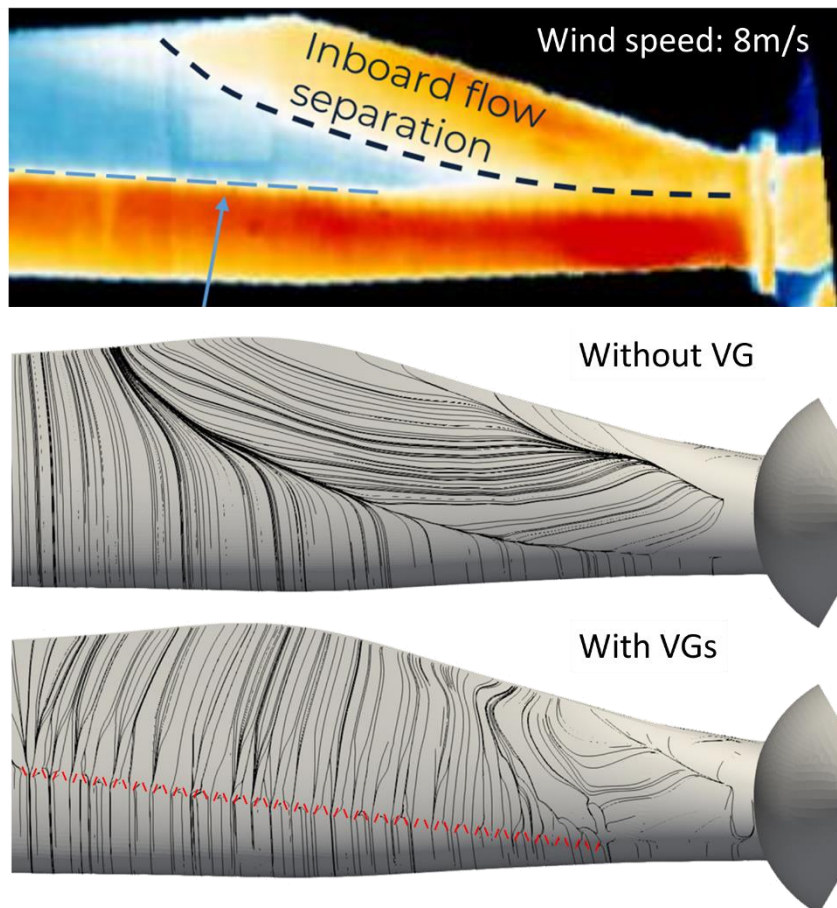 Wind speed: 8m/s
Inboard flow
separation
Without VG
With VGs